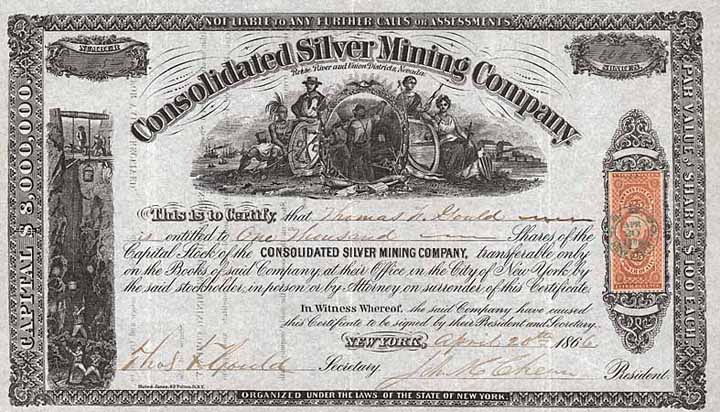 NOT LIABLE TO ANY FURTHER CALLS OR ASSESSMENTS
NUMBER
SHARES
Consolidated Silver Mining Company.
Reese River and Union Districts, Nevada.
CAPITAL $8,000,000,
PAR VALUE, SHARES $100 EACH.
This is to Certify, that Thomas F. Gould
is entitled to One Thousand Shares of the
Capital Stock of the CONSOLIDATED SILVER MINING COMPANY, transferable only
on the Books of said Company, at their Office, in the City of New York by
the said stockholder, in person, or by Attorney on surrender of this Certificate.
In Witness Whereof, the said Company have caused
this Certificate to be signed by their President and Secretary.
NEW YORK, April 20th 1866
Thos F Gould Secretary. President.
ORGANIZED UNDER THE LAWS OF THE STATE OF NEW YORK.